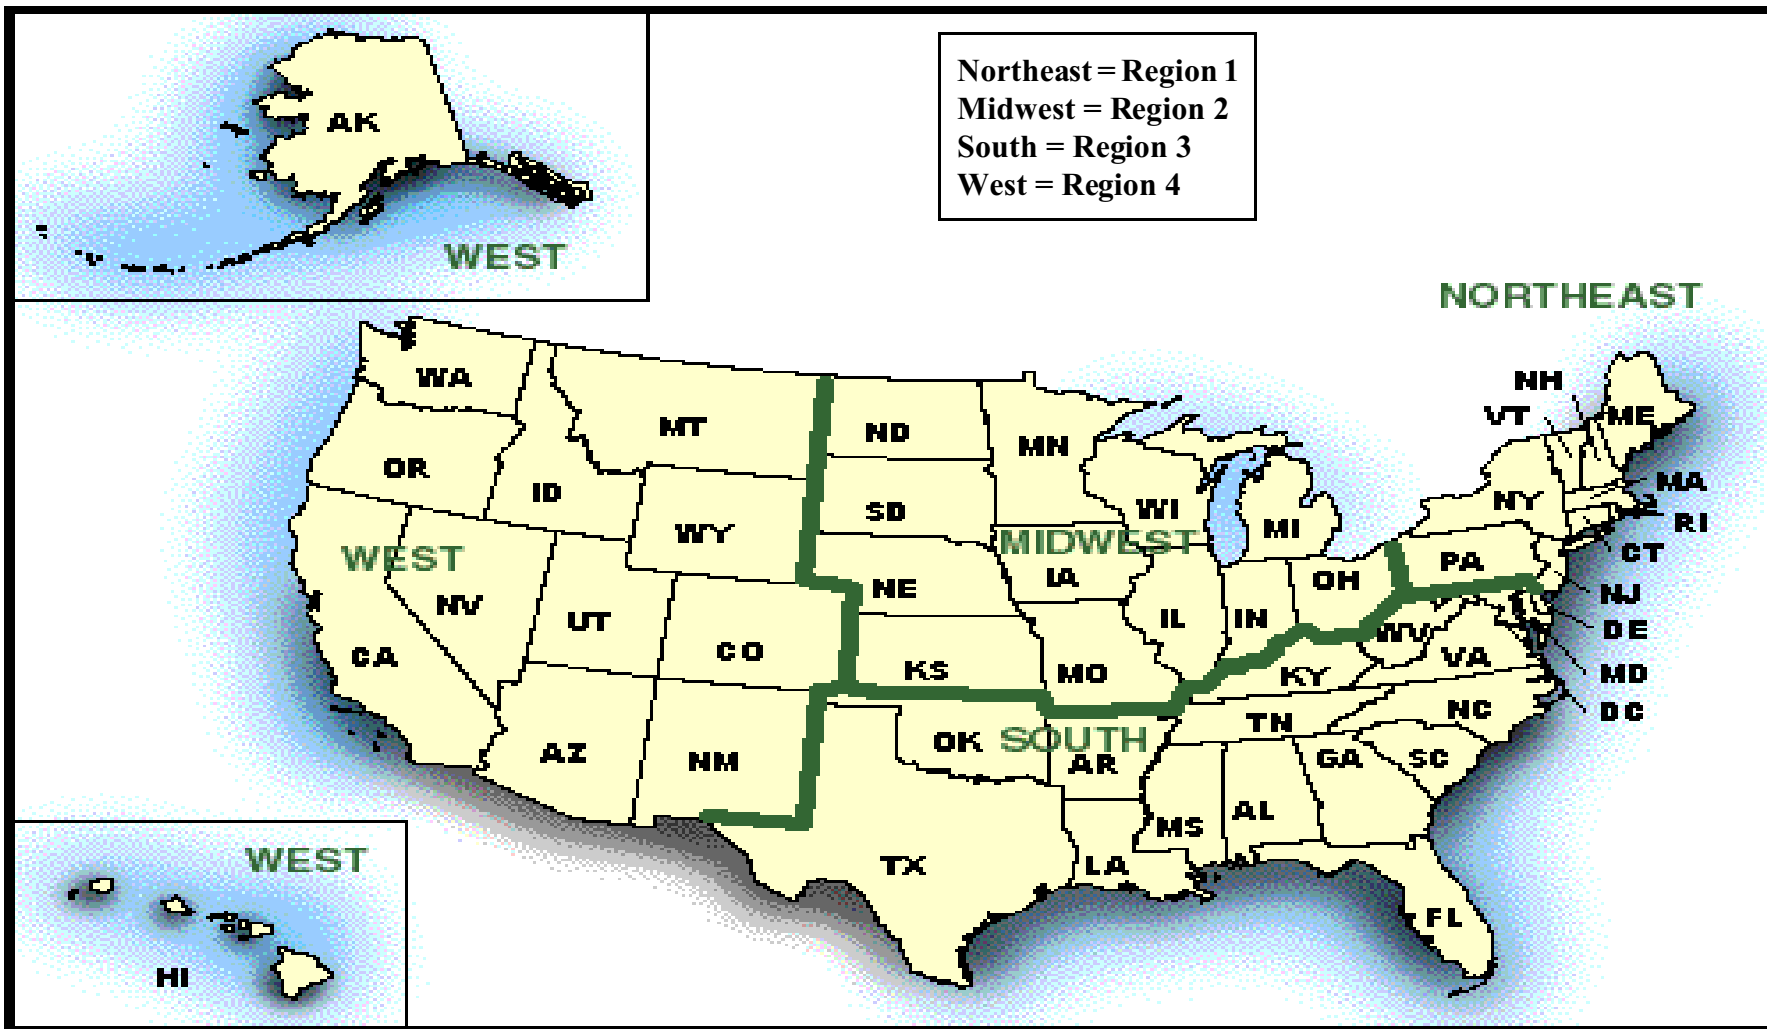 AK
WEST
Northeast = Region 1
Midwest = Region 2
South = Region 3
West = Region 4
NORTHEAST
WA
MT
ND
MN
NH
VT
ME
OR
ID
WY
SD
WI
MI
NY
MA
RI
WEST
MIDWEST
NV
UT
CO
NE
IA
IL
IN
OH
PA
CT
NJ
DE
CA
KS
MO
KY
WV
VA
MD
DC
AZ
NM
OK
SOUTH
AR
TN
NC
SC
GA
MS
AL
TX
LA
AL
FL
WEST
HI